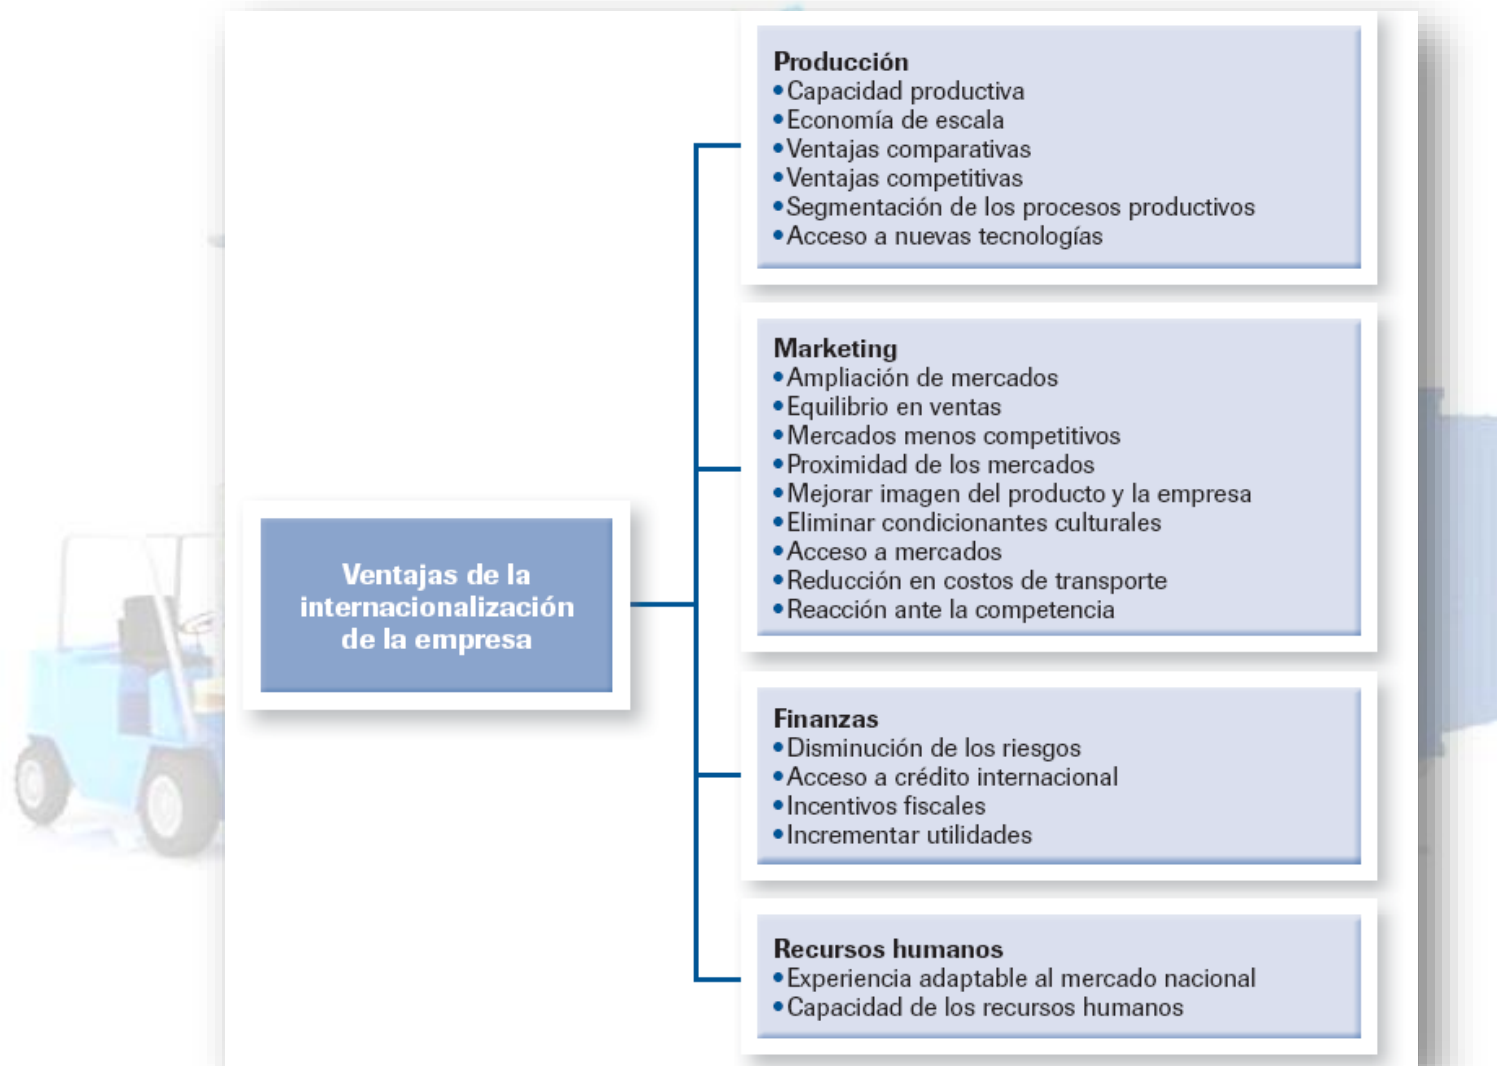 Ventajas de la
internacionalización
de la empresa
Producción
•Capacidad productiva
•Economía de escala
•Ventajas comparativas
•Ventajas competitivas
•Segmentación de los procesos productivos
•Acceso a nuevas tecnologías
Marketing
•Ampliación de mercados
•Equilibrio en ventas
•Mercados menos competitivos
•Proximidad de los mercados
•Mejorar imagen del producto y la empresa
•Eliminar condicionantes culturales
•Acceso a mercados
•Reducción en costos de transporte
•Reacción ante la competencia
Finanzas
•Disminución de los riesgos
•Acceso a crédito internacional
•Incentivos fiscales
•Incrementar utilidades
Recursos humanos
•Experiencia adaptable al mercado nacional
•Capacidad de los recursos humanos